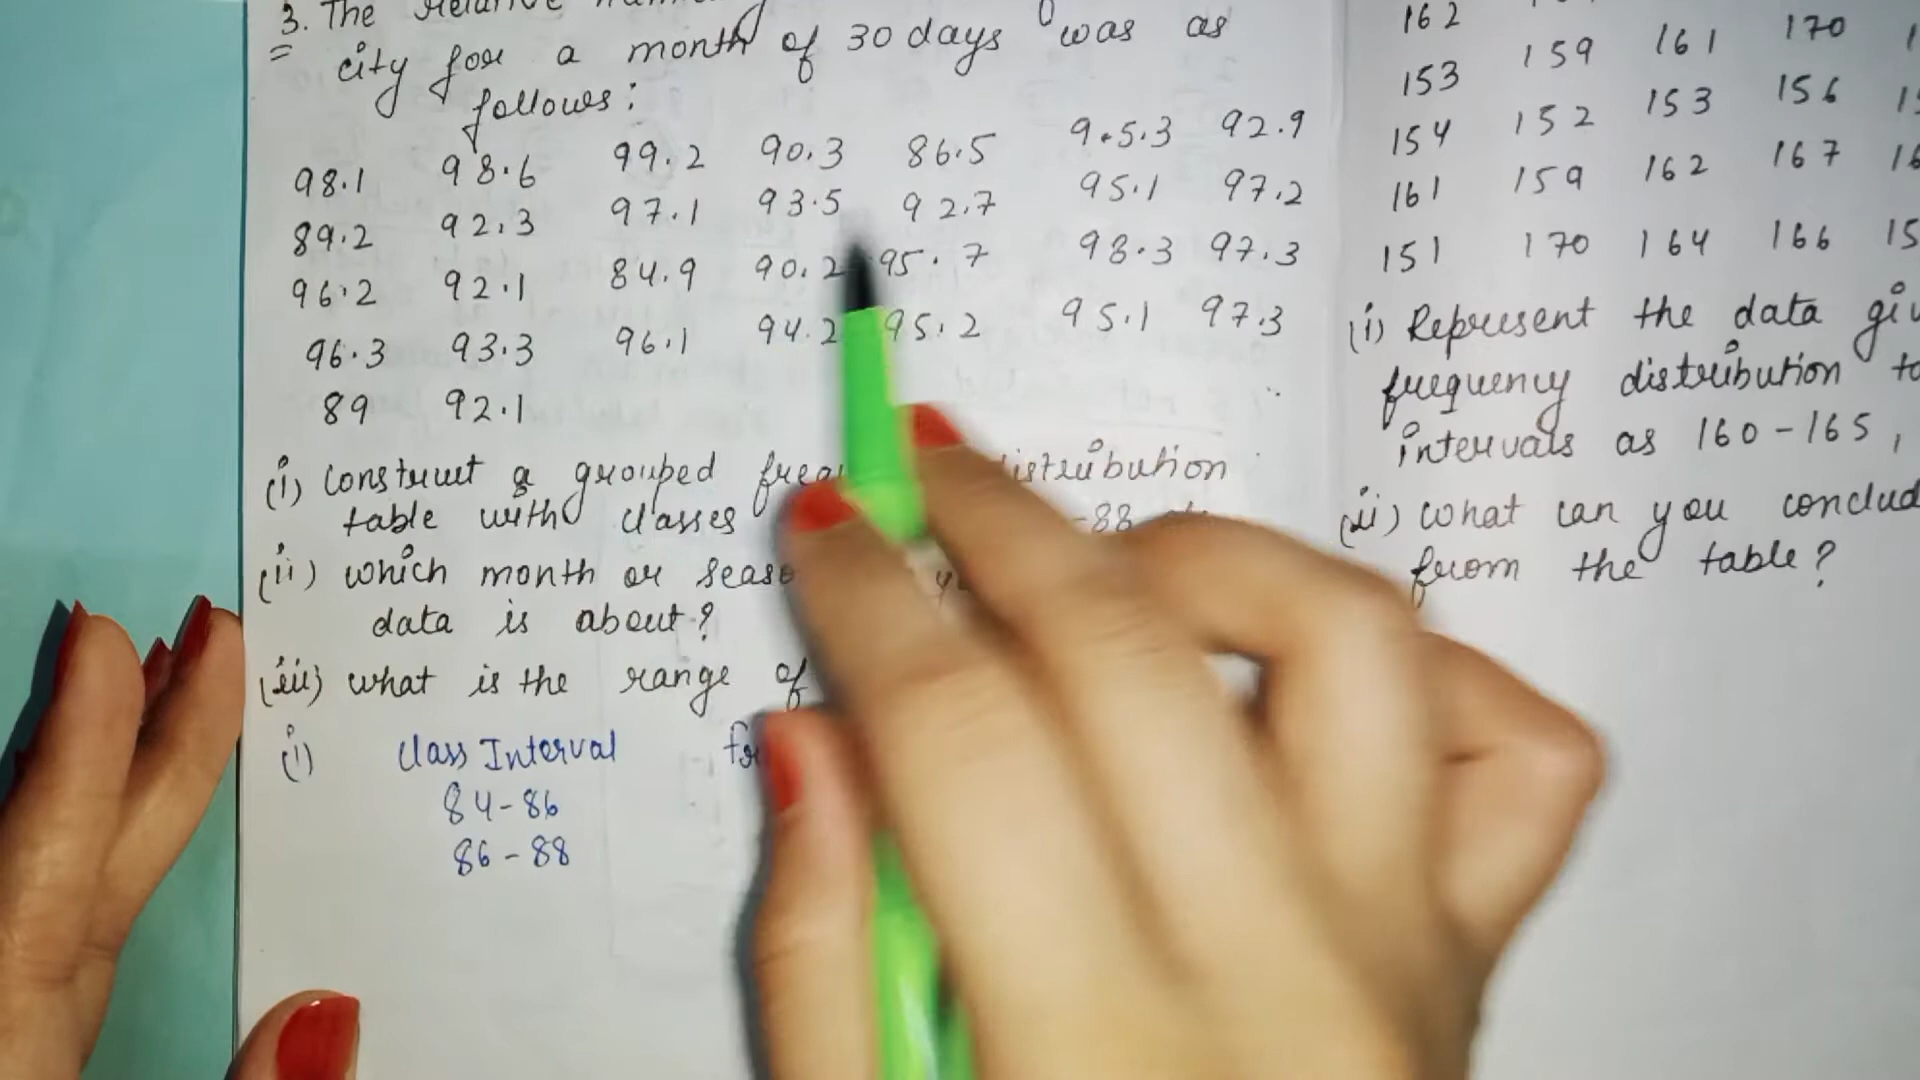 3. The
city for a month of 30 days was as
follows:
98.1 98.6 99.2 90.3 86.5 9.5.3 92.9
89.2 92.3 97.1 93.5 92.7 95.1 97.2
96.2 92.1 84.9 90.2 95.7 98.3 97.3
96.3 93.3 96.1 94.2 95.2 95.1 97.3
89 92.1
(i) construct a grouped distribution
table with classes -88
(ii) which month or
data is about?
(iii) what is the range of
(i) class Interval
84-86
86-88
162
153 159 161 170
154 152 153 156
161 159 162 167
151 170 164 166
(i) Represent the data
frequency distribution
intervals as 160-165,
(ii) what can you
from the table?